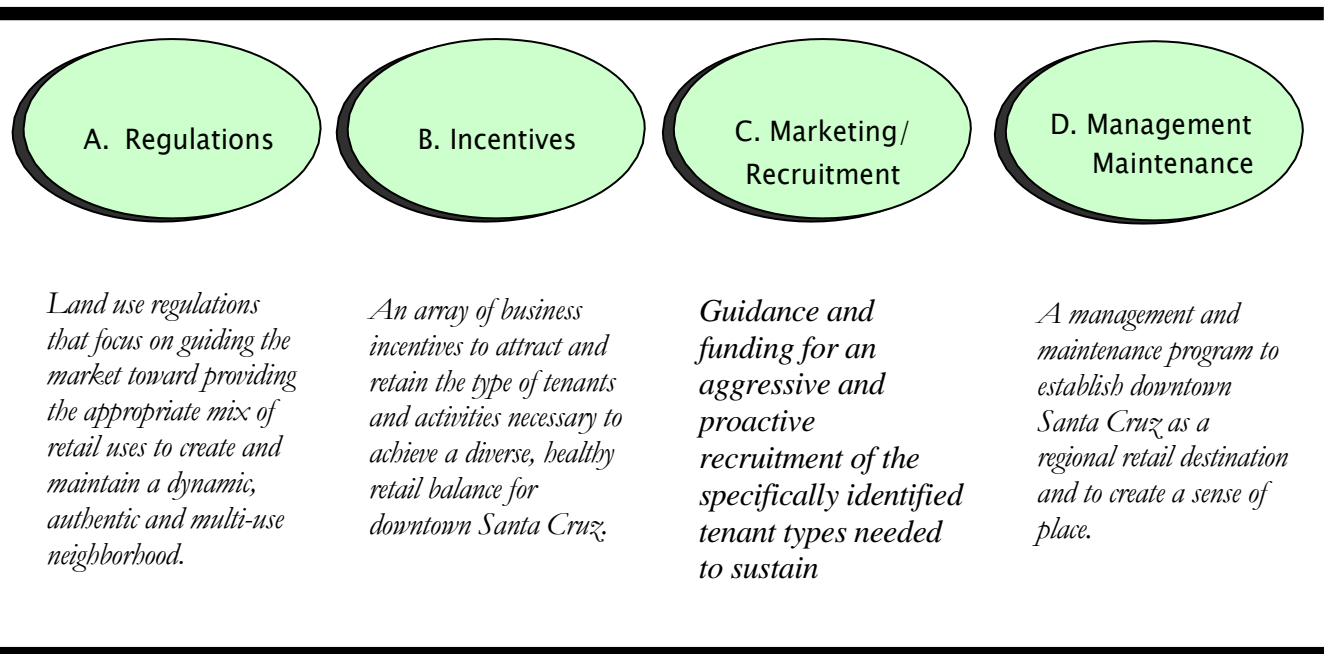 A. Regulations
Land use regulations
that focus on guiding the
market toward providing
the appropriate mix of
retail uses to create and
maintain a dynamic,
authentic and multi-use
neighborhood.
B. Incentives
An array of business
incentives to attract and
retain the type of tenants
and activities necessary to
achieve a diverse, healthy
retail balance for
downtown Santa Cruz.
C. Marketing/
Recruitment
Guidance and
funding for an
aggressive and
proactive
recruitment of the
specifically identified
tenant types needed
to sustain
D. Management
Maintenance
A management and
maintenance program to
establish downtown
Santa Cruz as a
regional retail destination
and to create a sense of
place.